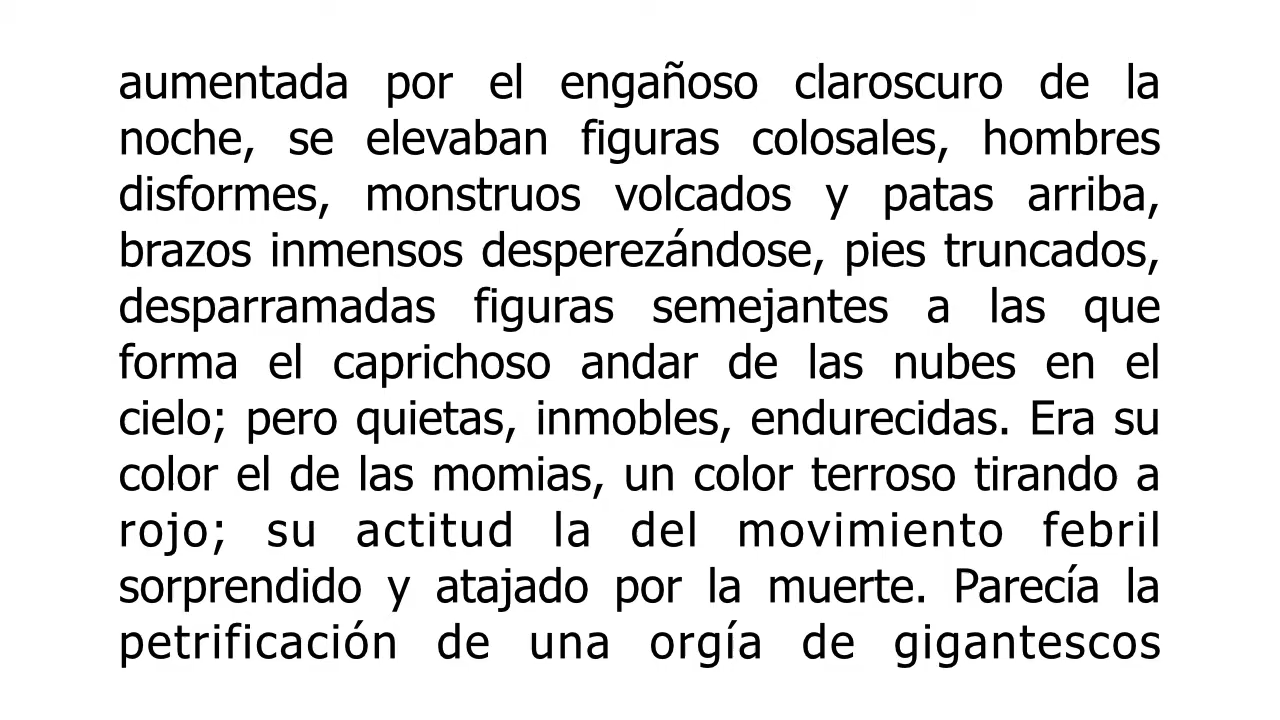 aumentada por el engañoso claroscuro de la
noche, se elevaban figuras colosales, hombres
disformes, monstruos volcados y patas arriba,
brazos inmensos desperezándose, pies truncados,
desparramadas figuras semejantes a las que
forma el caprichoso andar de las nubes en el
cielo; pero quietas, inmobles, endurecidas. Era su
color el de las momias, un color terroso tirando a
rojo; su actitud la del movimiento febril
sorprendido y atajado por la muerte. Parecía la
petrificación de una orgía de gigantescos